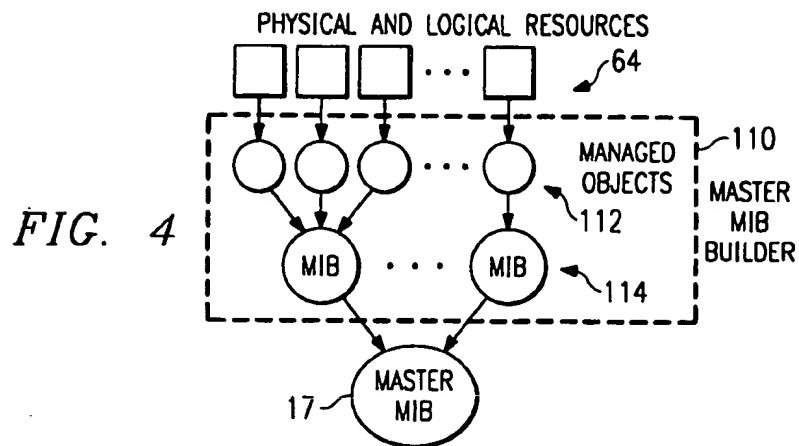 PHYSICAL AND LOGICAL RESOURCES
64
110
MANAGED
OBJECTS
112
MASTER
MIB
BUILDER
FIG. 4
MIB
MIB
114
MASTER
MIB
17